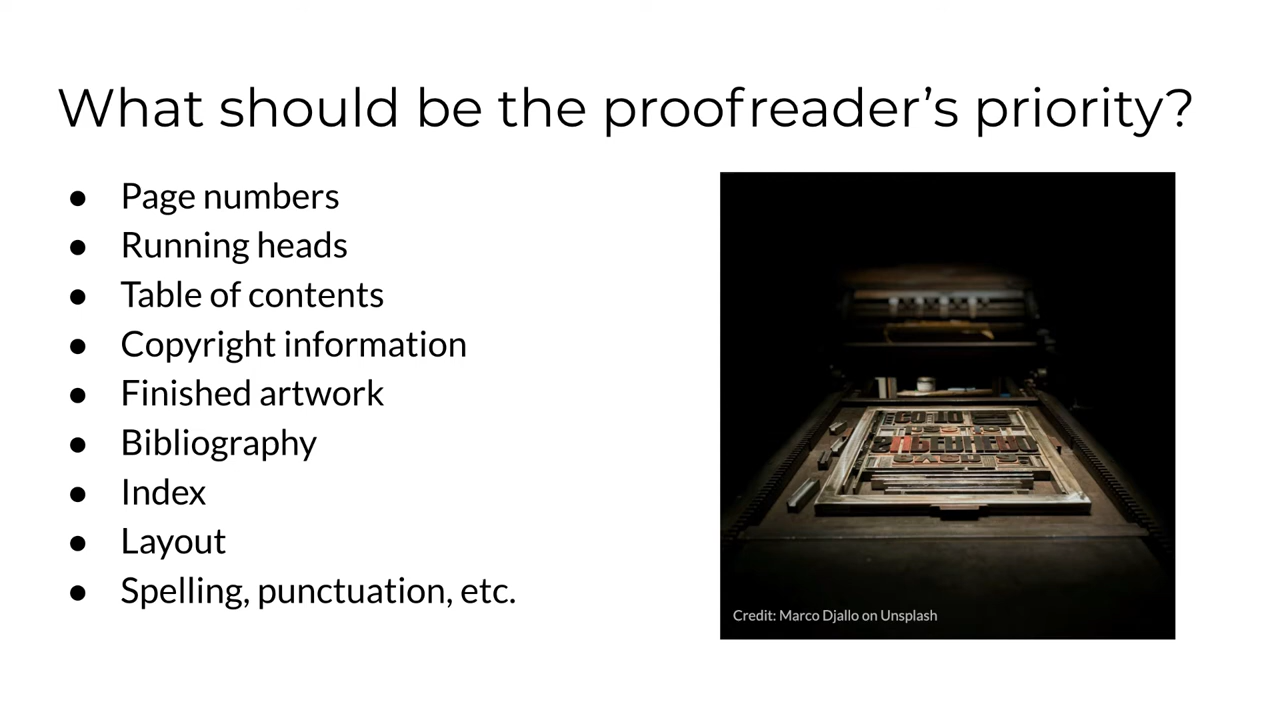 What should be the proofreader’s priority?
● Page numbers
● Running heads
● Table of contents
● Copyright information
● Finished artwork
● Bibliography
● Index
● Layout
● Spelling, punctuation, etc.
Credit: Marco Djallo on Unsplash